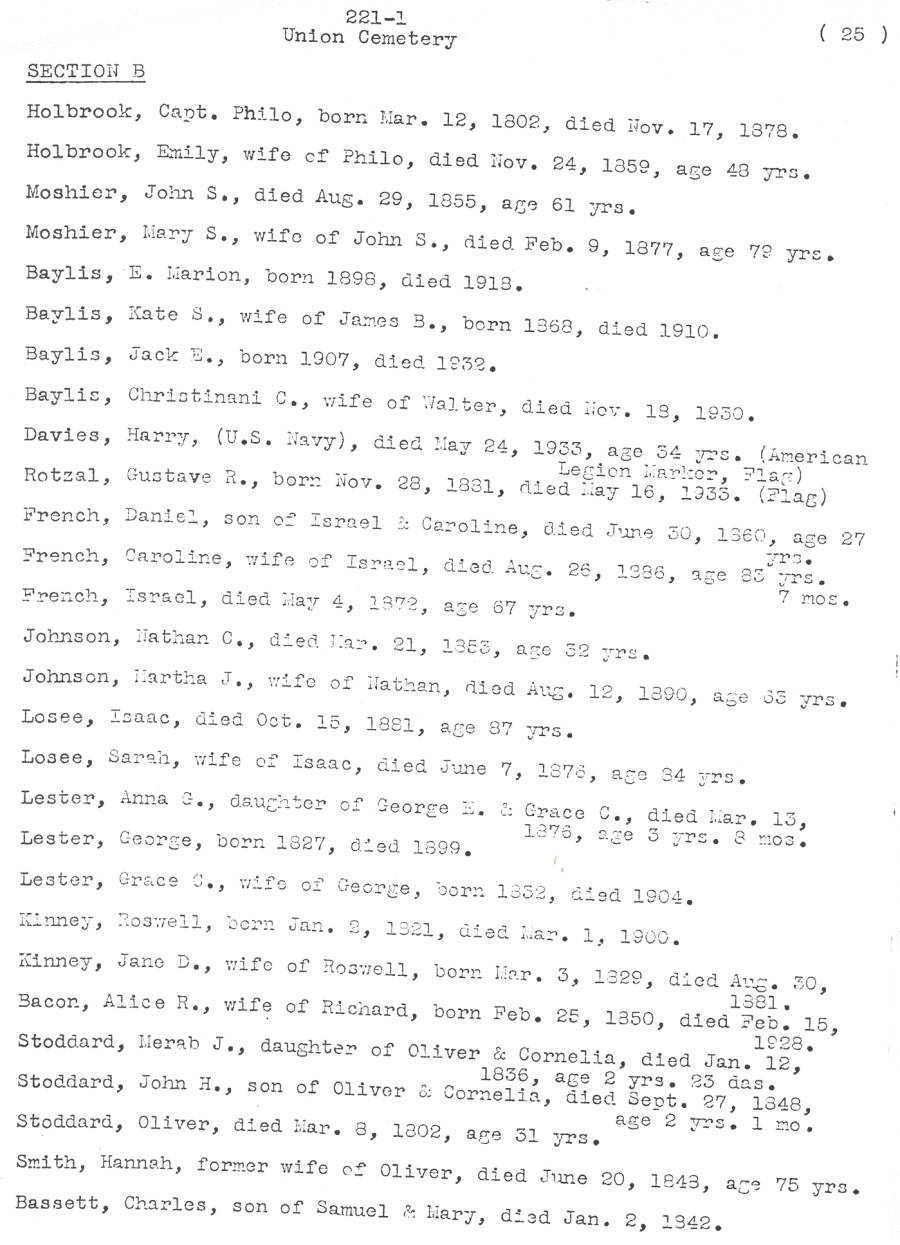 221-1
Union Cemetery
( 25 )
SECTION B
Holbrook, Capt. Philo, born Mar. 12, 1802, died Nov. 17, 1878.
Holbrook, Emily, wife of Philo, died Nov. 24, 1859, age 48 yrs.
Moshier, John S., died Aug. 29, 1855, age 61 yrs.
Moshier, Mary S., wife of John S., died Feb. 9, 1877, age 79 yrs.
Baylis, E. Marion, born 1898, died 1918.
Baylis, Kate S., wife of James B., born 1868, died 1910.
Baylis, Jack E., born 1907, died 1932.
Baylis, Christinani C., wife of Walter, died Nov. 18, 1930.
Davies, Harry, (U.S. Navy), died May 24, 1933, age 34 yrs. (American
Legion Marker, Flag)
Rotzal, Gustave R., born Nov. 28, 1881, died May 16, 1933. (Flag)
French, Daniel, son of Israel & Caroline, died June 30, 1860, age 27
yrs.
French, Caroline, wife of Israel, died Aug. 26, 1886, age 83 yrs.
7 mos.
French, Israel, died May 4, 1872, age 67 yrs.
Johnson, Nathan C., died Mar. 21, 1853, age 32 yrs.
Johnson, Martha J., wife of Nathan, died Aug. 12, 1890, age yrs.
Losee, Isaac, died Oct. 15, 1881, age 87 yrs.
Losee, Sarah, wife of Isaac, died June 7, 1876, age 84 yrs.
Lester, Anna G., daughter of George E. & Grace C., died Mar. 13,
1876, age 3 yrs. 8 mos.
Lester, George, born 1827, died 1899.
Lester, Grace C., wife of George, born 1832, died 1904.
Kinney, Roswell, born Jan. 2, 1821, died Mar. 1, 1900.
Kinney, Jane D., wife of Roswell, born Mar. 3, 1829, died Aug. 30,
1881.
Bacon, Alice R., wife of Richard, born Feb. 25, 1850, died Feb. 15,
1928.
Stoddard, Merab J., daughter of Oliver & Cornelia, died Jan. 12,
1836, age 2 yrs. 23 das.
Stoddard, John H., son of Oliver & Cornelia, died Sept. 27, 1848,
age 2 yrs. 1 mo.
Stoddard, Oliver, died Mar. 8, 1802, age 31 yrs.
Smith, Hannah, former wife of Oliver, died June 20, 1848, age 75 yrs.
Bassett, Charles, son of Samuel & Mary, died Jan. 2, 1842.